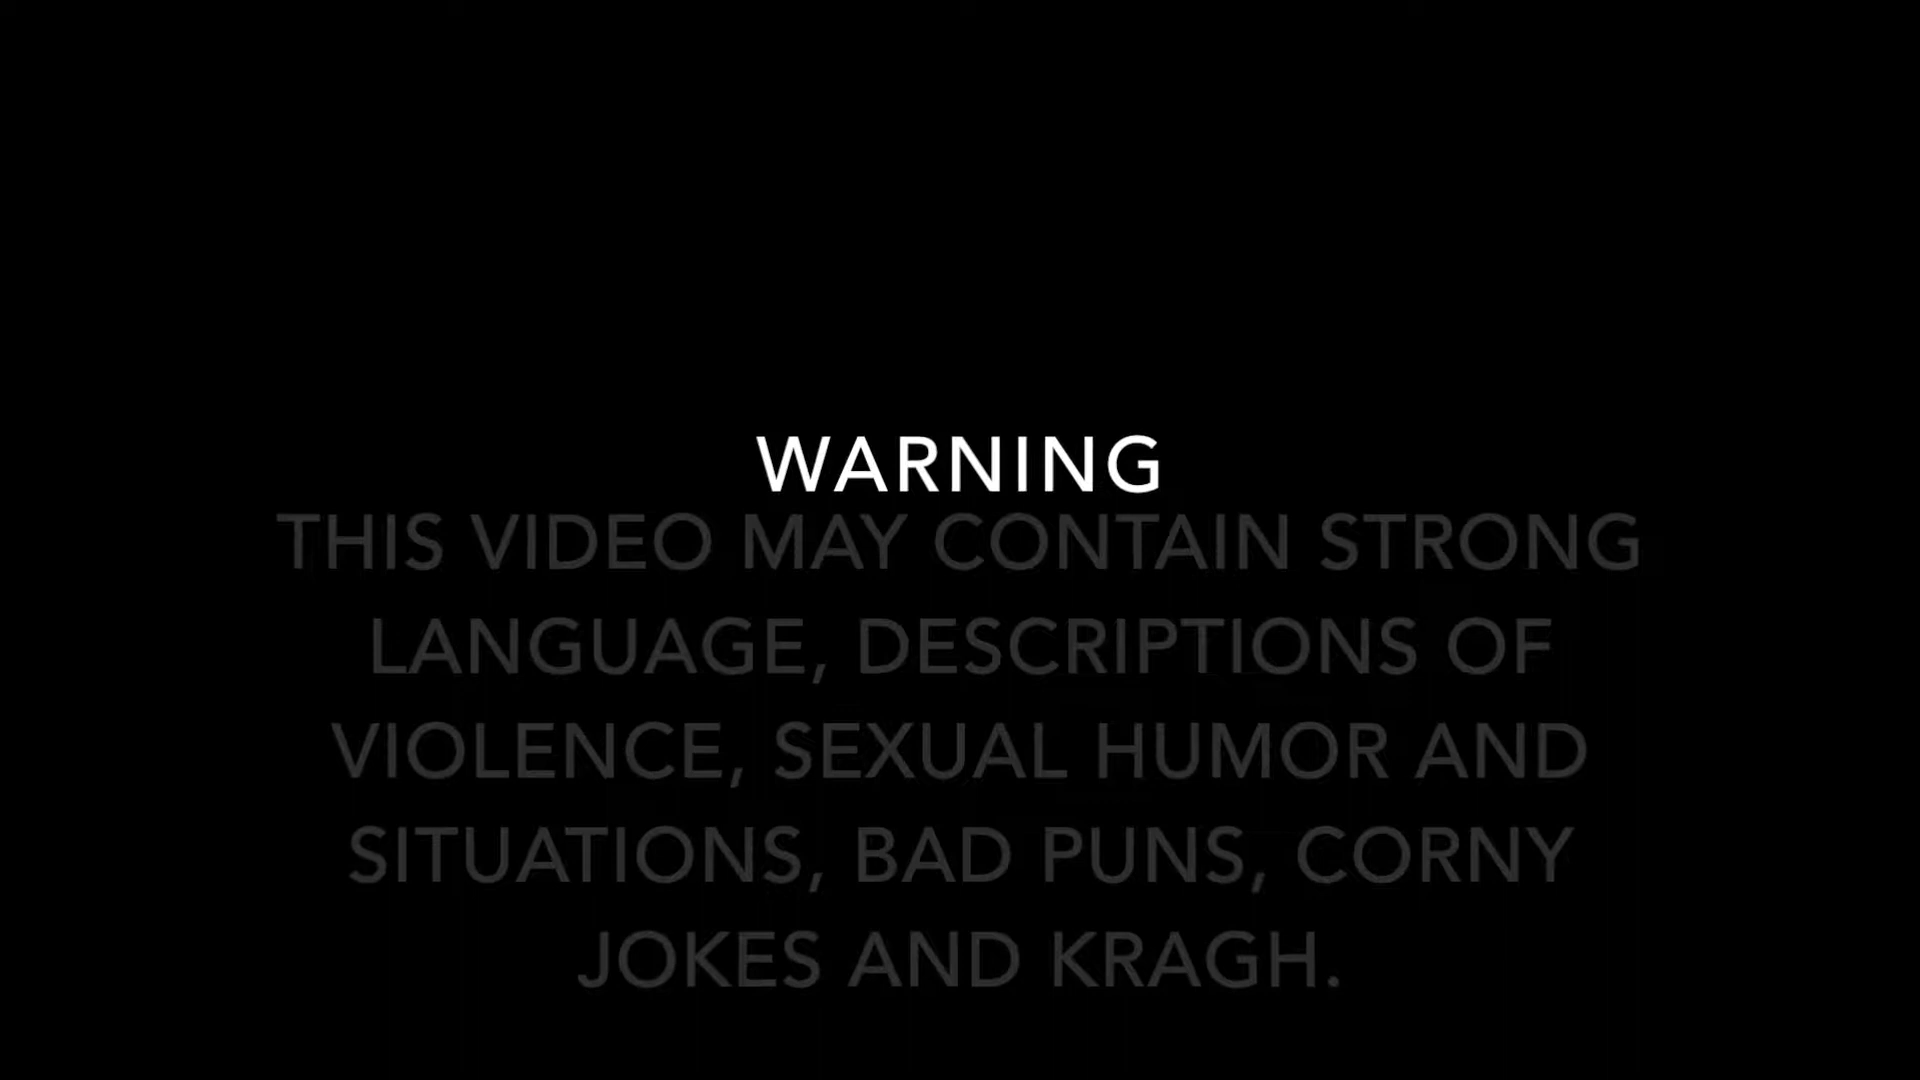 WARNING
THIS VIDEO MAY CONTAIN STRONG
LANGUAGE, DESCRIPTIONS OF
VIOLENCE, SEXUAL HUMOR AND
SITUATIONS, BAD PUNS, CORNY
JOKES AND KRAGH.